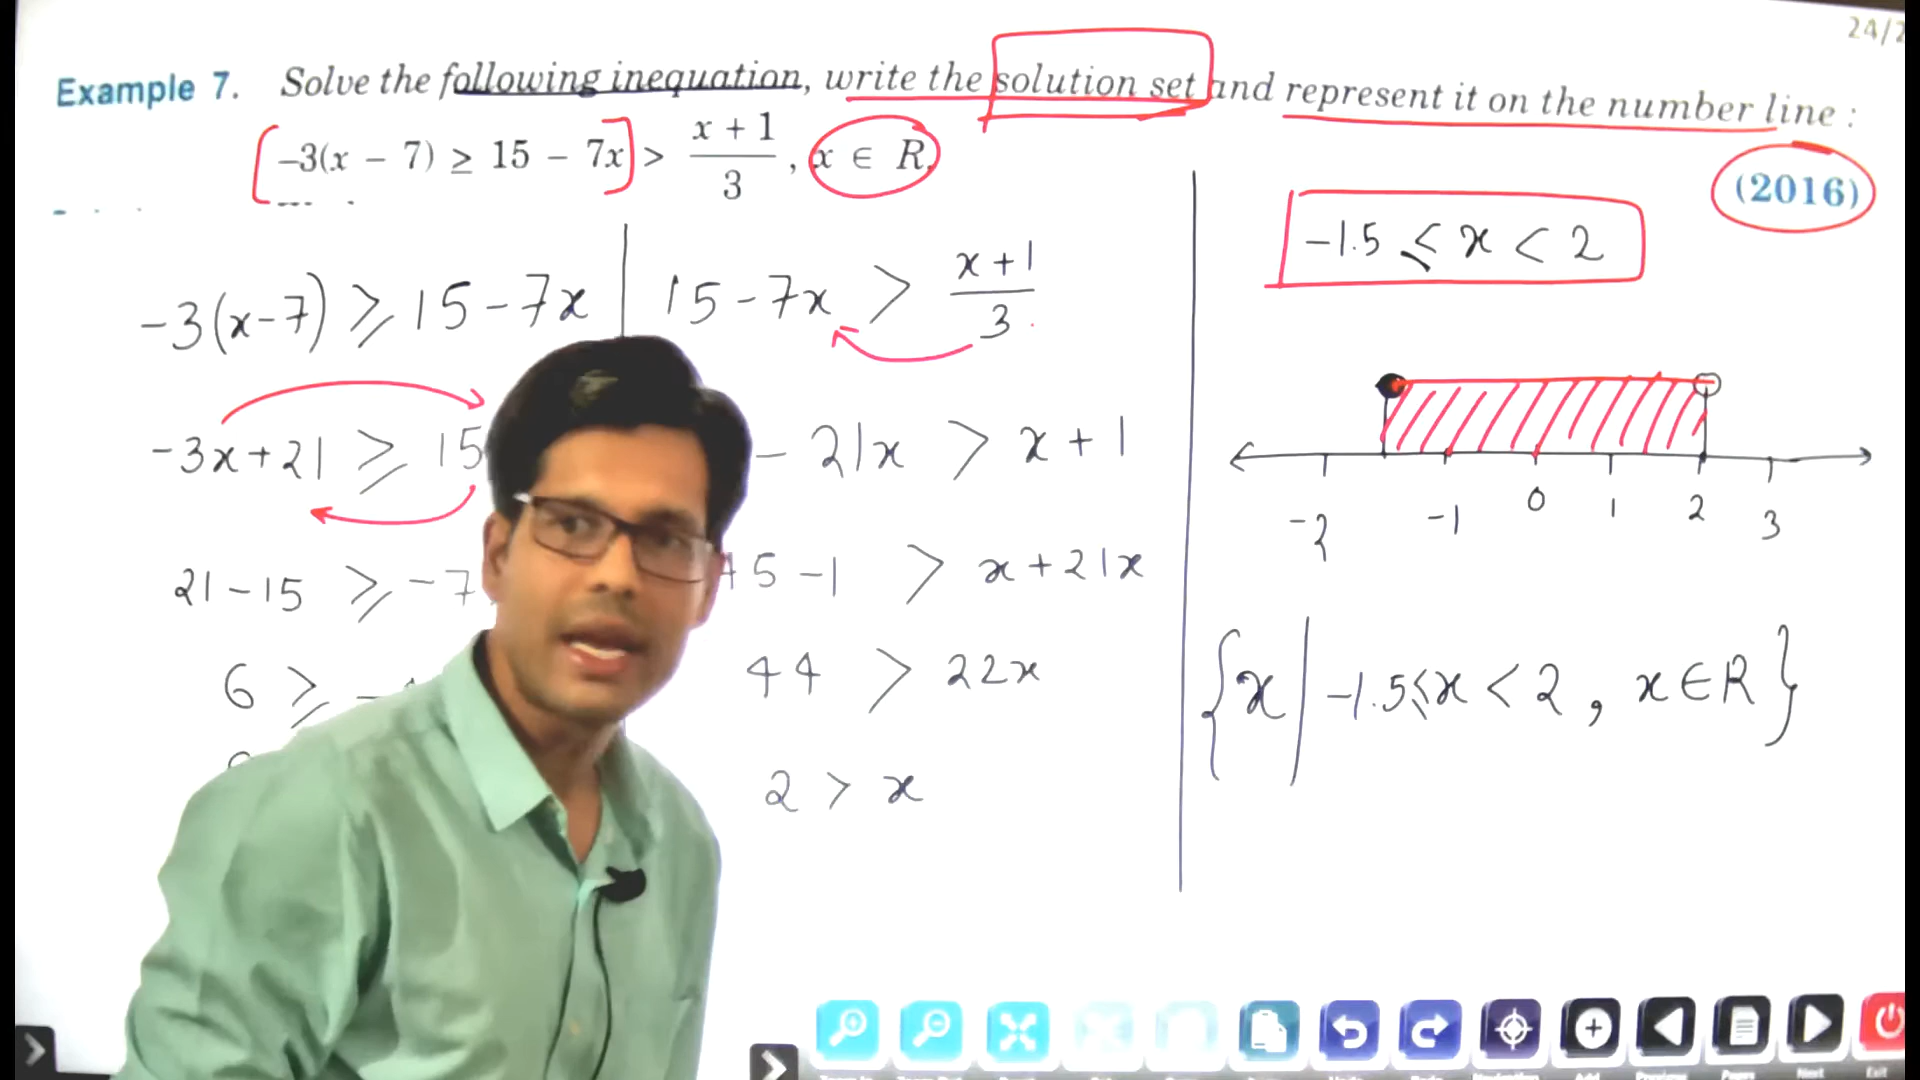 24/2
Example 7. Solve the following inequation, write the solution set and represent it on the number line :
-3(x - 7) ≥ 15 - 7x > (x + 1)/3, x ∈ R.
(2016)
-3(x-7) ≥ 15-7x
-3x+21 ≥ 15
21-15 ≥ -7
6 ≥ -
15-7x > (x+1)/3
- 21x > x+1
45-1 > x+21x
44 > 22x
2 > x
-1.5 ≤ x < 2
-2 -1 0 1 2 3
{x | -1.5 ≤ x < 2, x ∈ R}